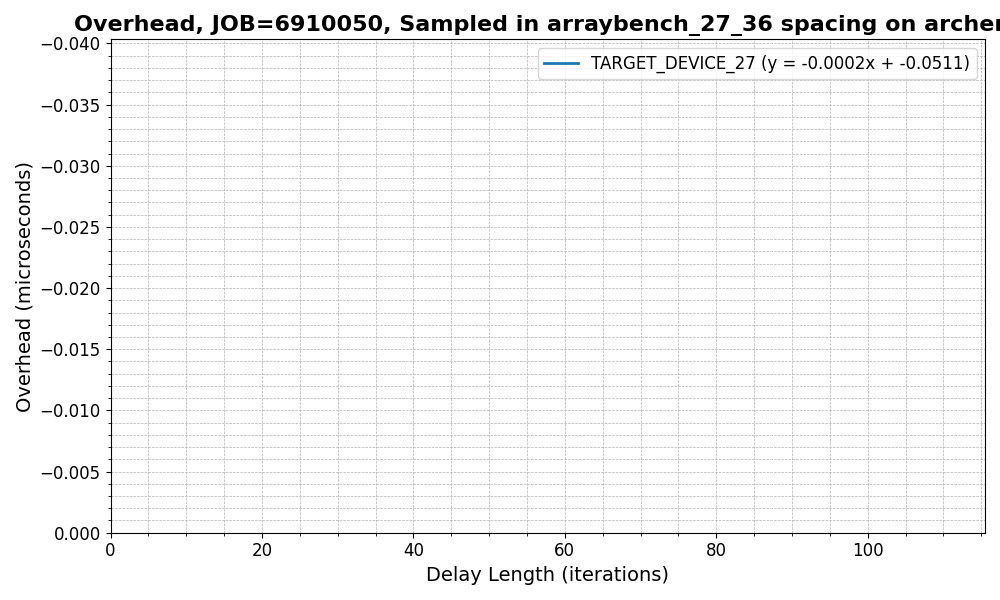 Overhead, JOB=6910050, Sampled in arraybench_27_36 spacing on archer
TARGET_DEVICE_27 (y = -0.0002x + -0.0511)
Overhead (microseconds)
−0.040
−0.035
−0.030
−0.025
−0.020
−0.015
−0.010
−0.005
0.000
0 20 40 60 80 100
Delay Length (iterations)